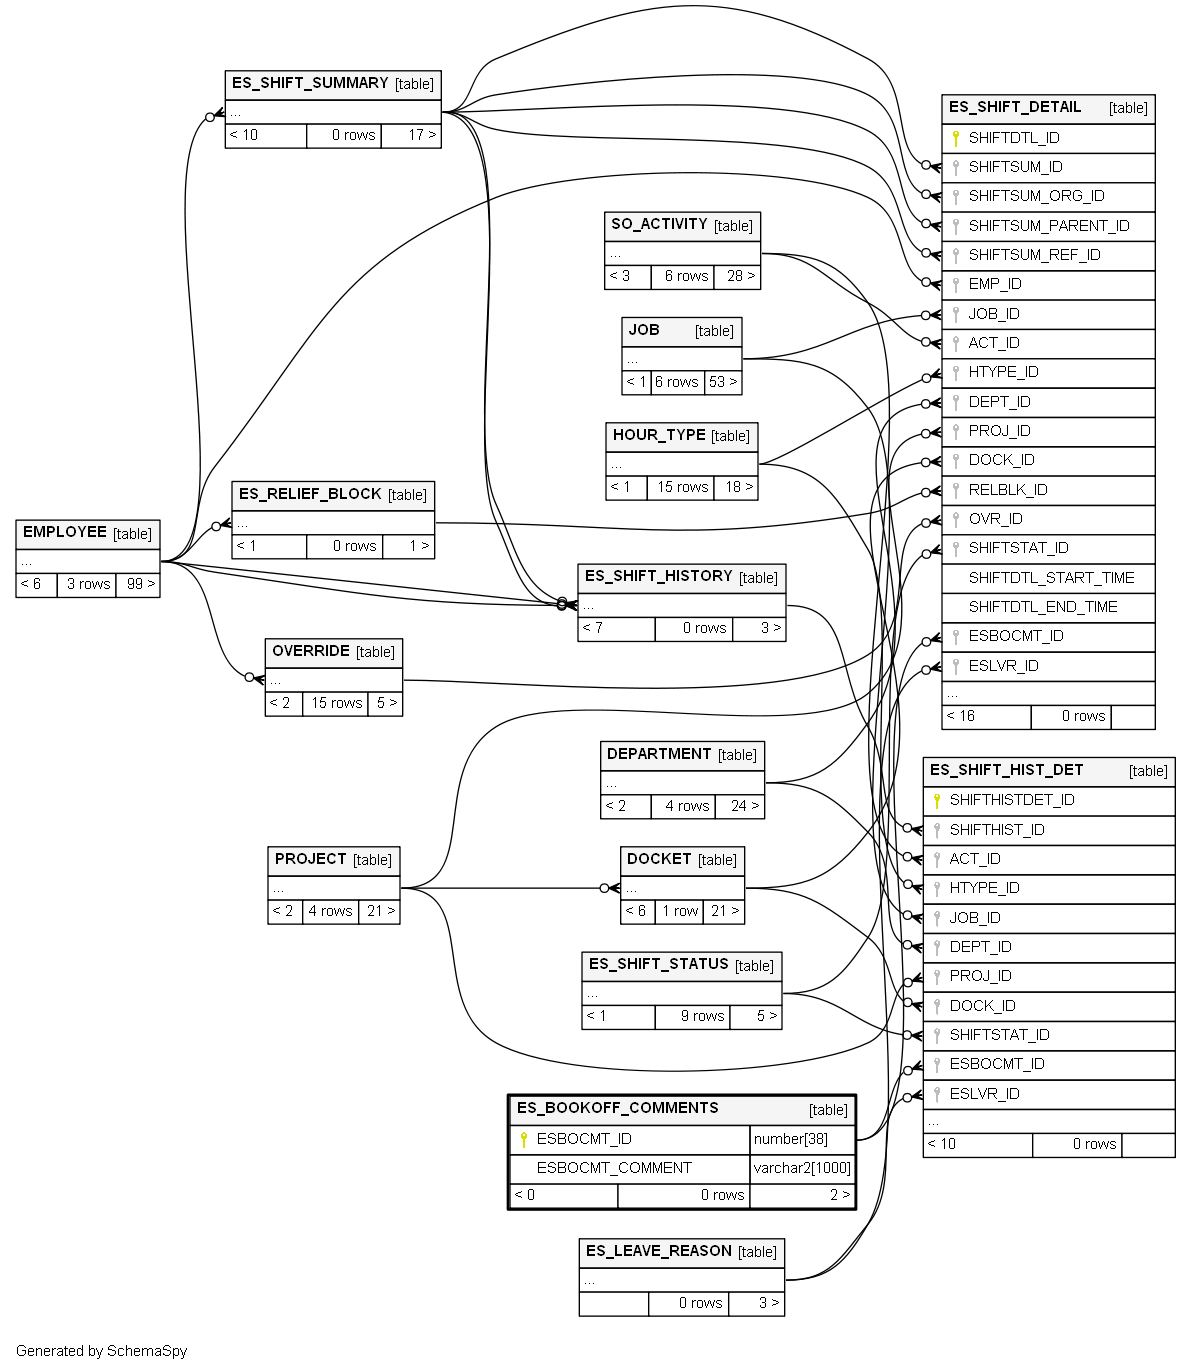 ES_SHIFT_SUMMARY [table]
...
< 10 0 rows 17 >
ES_SHIFT_DETAIL [table]
SHIFTDTL_ID
SHIFTSUM_ID
SHIFTSUM_ORG_ID
SHIFTSUM_PARENT_ID
SHIFTSUM_REF_ID
EMP_ID
JOB_ID
ACT_ID
HTYPE_ID
DEPT_ID
PROJ_ID
DOCK_ID
RELBLK_ID
OVR_ID
SHIFTSTAT_ID
SHIFTDTL_START_TIME
SHIFTDTL_END_TIME
ESBOCMT_ID
ESLVR_ID
...
< 16 0 rows
SO_ACTIVITY [table]
...
< 3 6 rows 28 >
JOB [table]
...
< 1 6 rows 53 >
HOUR_TYPE [table]
...
< 1 15 rows 18 >
ES_RELIEF_BLOCK [table]
...
< 1 0 rows 1 >
EMPLOYEE [table]
...
< 6 3 rows 99 >
ES_SHIFT_HISTORY [table]
...
< 7 0 rows 3 >
OVERRIDE [table]
...
< 2 15 rows 5 >
DEPARTMENT [table]
...
< 2 4 rows 24 >
ES_SHIFT_HIST_DET [table]
SHIFTHISTDET_ID
SHIFTHIST_ID
ACT_ID
HTYPE_ID
JOB_ID
DEPT_ID
PROJ_ID
DOCK_ID
SHIFTSTAT_ID
ESBOCMT_ID
ESLVR_ID
...
< 10 0 rows
PROJECT [table]
...
< 2 4 rows 21 >
DOCKET [table]
...
< 6 1 row 21 >
ES_SHIFT_STATUS [table]
...
< 1 9 rows 5 >
ES_BOOKOFF_COMMENTS [table]
ESBOCMT_ID number[38]
ESBOCMT_COMMENT varchar2[1000]
< 0 0 rows 2 >
ES_LEAVE_REASON [table]
...
0 rows 3 >
Generated by SchemaSpy